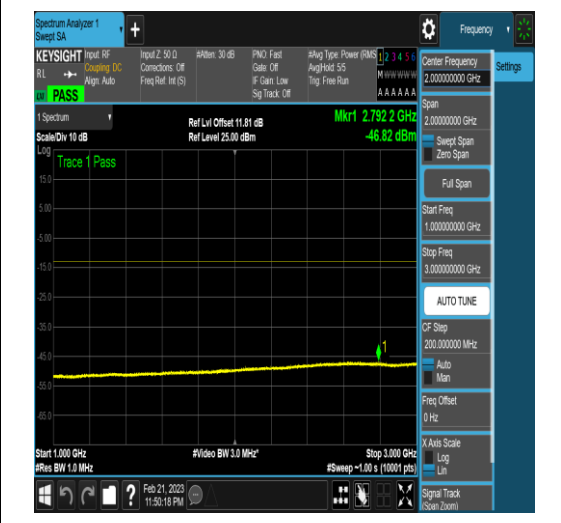 Spectrum Analyzer 1
Swept SA
+
Frequency
KEYSIGHT
RL
PASS
Input: RF
Coupling: DC
Align: Auto
Input Z: 50 Ω
Corrections: Off
Freq Ref: Int (S)
#Atten: 30 dB
PNO: Fast
Gate: Off
IF Gain: Low
Sig Track: Off
#Avg Type: Power (RMS
Avg|Hold: 5/5
Trig: Free Run
1 2 3 4 5 6
M W W W W W
A A A A A A
1 Spectrum
Scale/Div 10 dB
Ref Lvl Offset 11.81 dB
Ref Level 25.00 dBm
Mkr1 2.792 2 GHz
-46.82 dBm
Log
Trace 1 Pass
15.0
5.00
-5.00
-15.0
-25.0
-35.0
-45.0
-55.0
-65.0
1
Start 1.000 GHz
#Res BW 1.0 MHz
#Video BW 3.0 MHz*
Stop 3.000 GHz
#Sweep ~1.00 s (10001 pts)
?
Feb 21, 2023
11:50:18 PM
Center Frequency
2.000000000 GHz
Span
2.00000000 GHz
Swept Span
Zero Span
Full Span
Start Freq
1.000000000 GHz
Stop Freq
3.000000000 GHz
AUTO TUNE
CF Step
200.000000 MHz
Auto
Man
Freq Offset
0 Hz
X Axis Scale
Log
Lin
Signal Track
(Span Zoom)
Settings